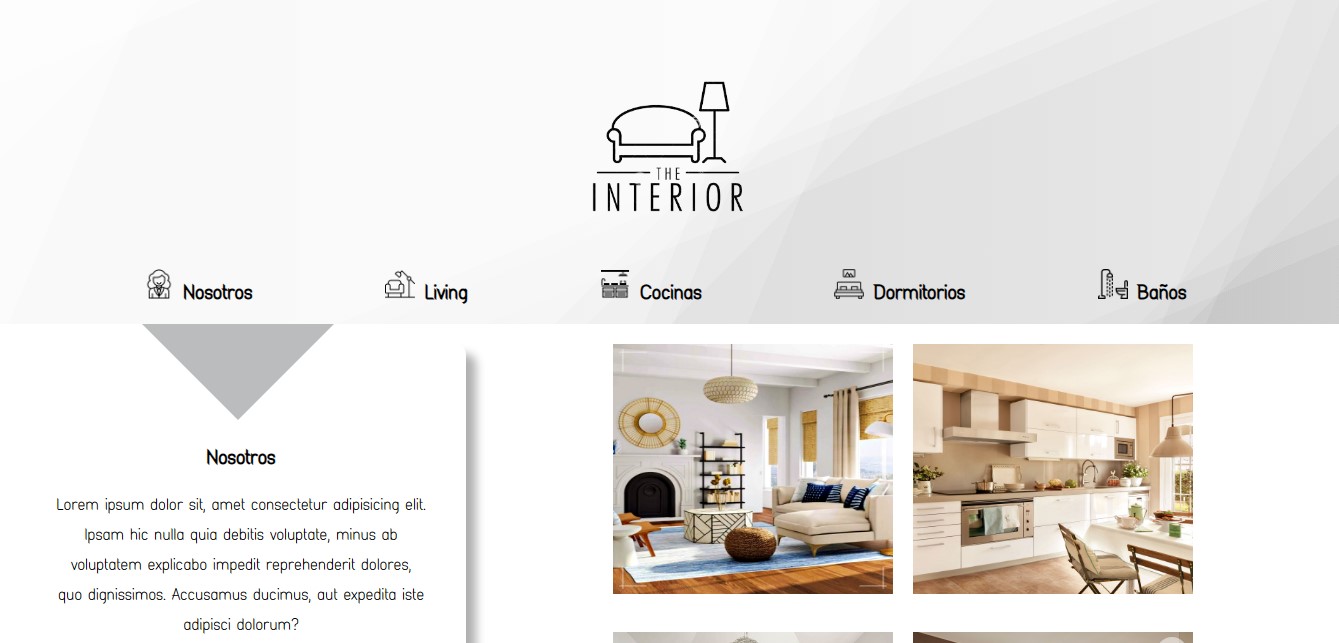 THE
INTERIOR
Nosotros
Living
Cocinas
Dormitorios
Baños
Nosotros
Lorem ipsum dolor sit, amet consectetur adipisicing elit.
Ipsam hic nulla quia debitis voluptate, minus ab
voluptatem explicabo impedit reprehenderit dolores,
quo dignissimos. Accusamus ducimus, aut expedita iste
adipisci dolorum?